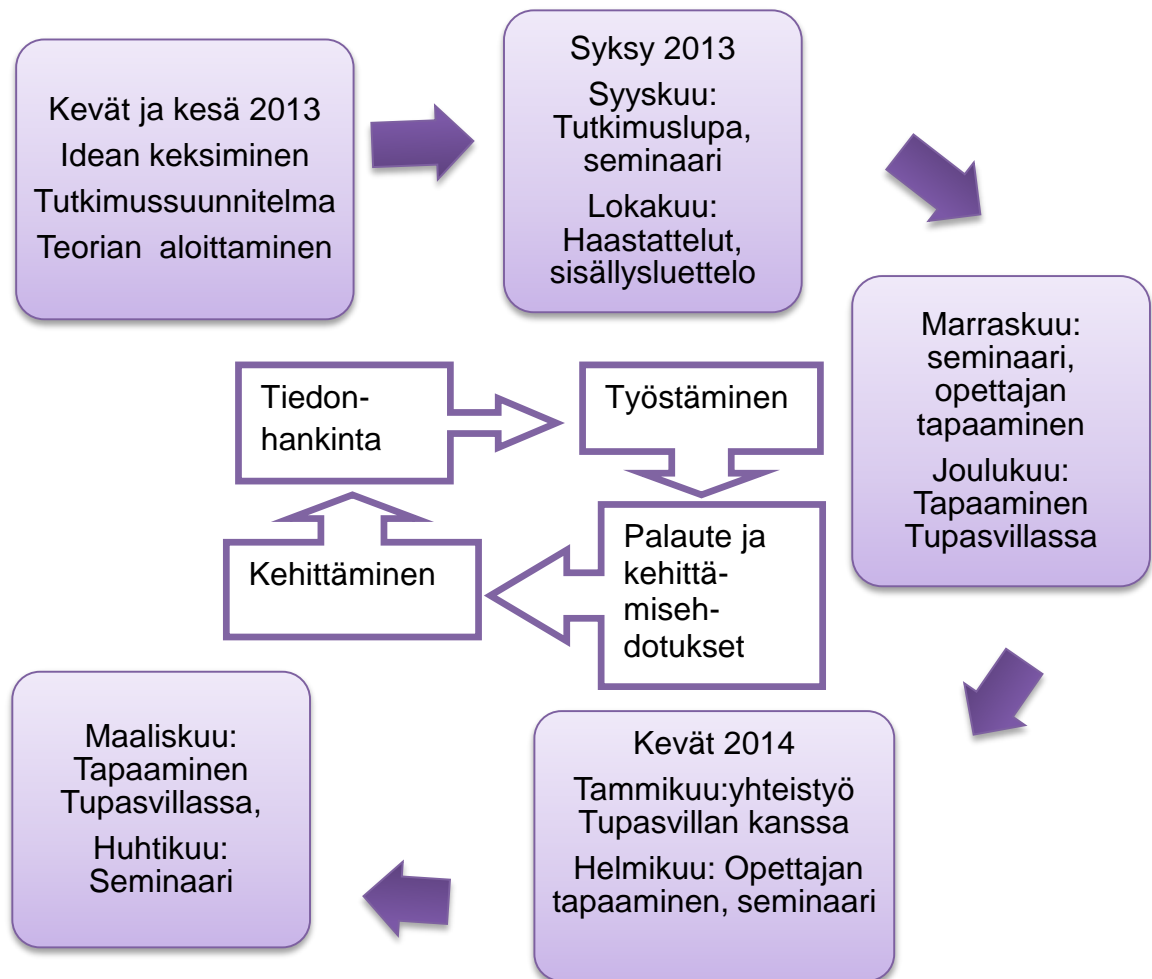 Kevät ja kesä 2013
Idean keksiminen
Tutkimussuunnitelma
Teorian aloittaminen
Syksy 2013
Syyskuu:
Tutkimuslupa,
seminaari
Lokakuu:
Haastattelut,
sisällysluettelo
Marraskuu:
seminaari,
opettajan
tapaaminen
Joulukuu:
Tapaaminen
Tupasvillassa
Kevät 2014
Tammikuu:yhteistyö
Tupasvillan kanssa
Helmikuu: Opettajan
tapaaminen, seminaari
Maaliskuu:
Tapaaminen
Tupasvillassa,
Huhtikuu:
Seminaari
Tiedon-
hankinta
Työstäminen
Palaute ja
kehittä-
miseh-
dotukset
Kehittäminen